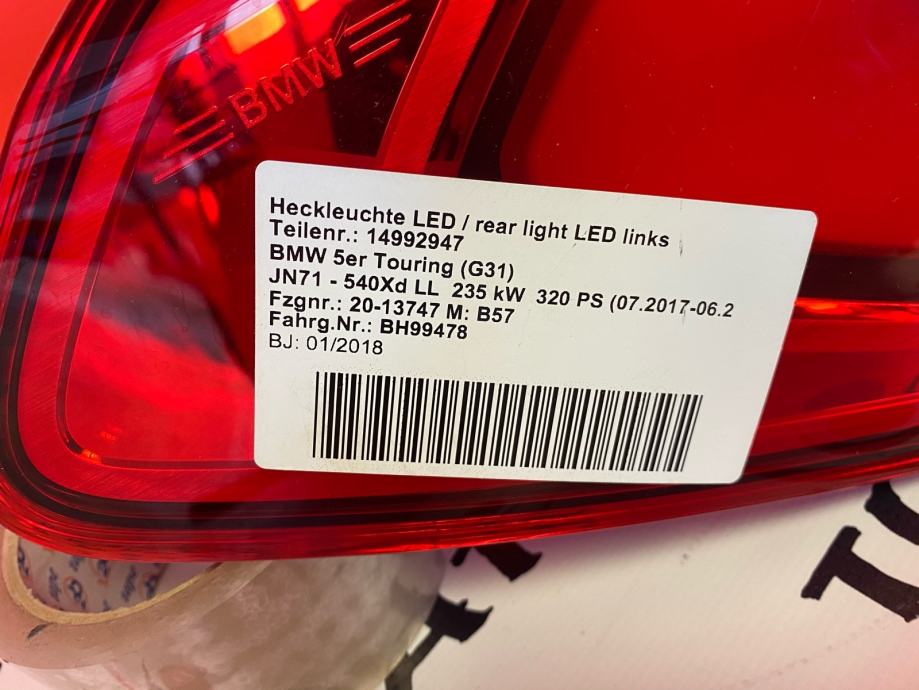 BMW
Heckleuchte LED / rear light LED links
Teilenr.: 14992947
BMW 5er Touring (G31)
JN71 - 540Xd LL 235 kW 320 PS (07.2017-06.2
Fzgnr.: 20-13747 M: B57
Fahrg.Nr.: BH99478
BJ: 01/2018